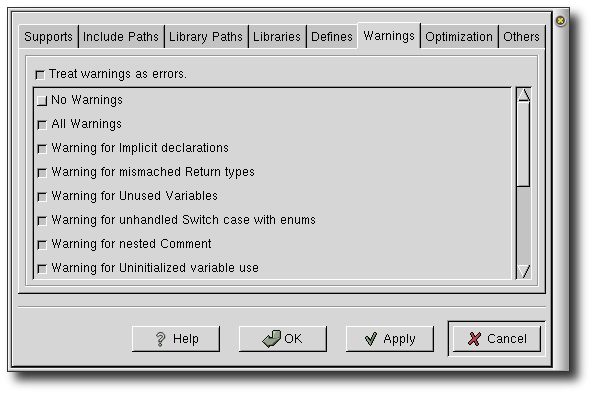 Supports Include Paths Library Paths Libraries Defines Warnings Optimization Others
Treat warnings as errors.
No Warnings
All Warnings
Warning for Implicit declarations
Warning for mismached Return types
Warning for Unused Variables
Warning for unhandled Switch case with enums
Warning for nested Comment
Warning for Uninitialized variable use
Help OK Apply Cancel